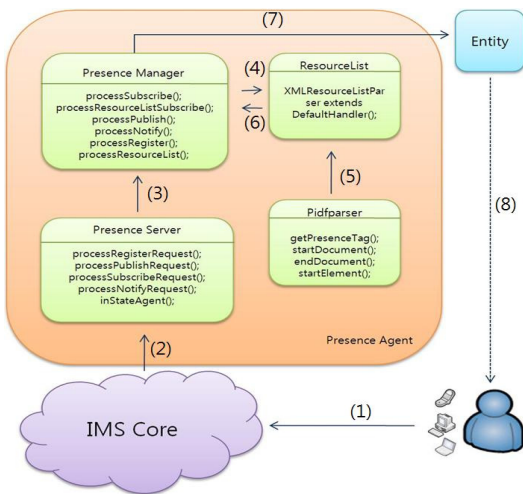 (7)
Entity
Presence Manager
processSubscribe();
processResourceListSubscribe();
processPublish();
processNotify();
processRegister();
processResourceList();
(4)
(6)
ResourceList
XMLResourceListPar
ser extends
DefaultHandler();
(3)
(5)
(8)
Presence Server
processRegisterRequest();
processPublishRequest();
processSubscribeRequest();
processNotifyRequest();
inStateAgent();
Pidfparser
getPresenceTag();
startDocument();
endDocument();
startElement();
Presence Agent
(2)
IMS Core
(1)